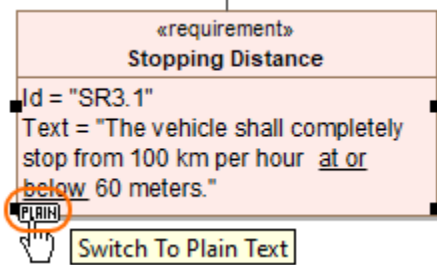 «requirement»
Stopping Distance
Id = "SR3.1"
Text = "The vehicle shall completely
stop from 100 km per hour at or
below 60 meters."
PLAIN
Switch To Plain Text